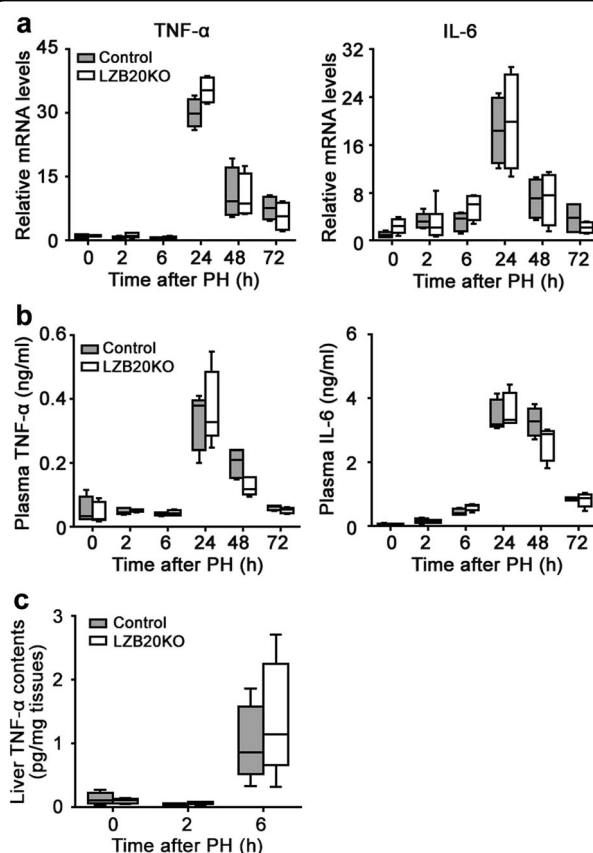 a
TNF-α
IL-6
Relative mRNA levels
45
30
15
0
Control
LZB20KO
0 2 6 24 48 72
Time after PH (h)
Relative mRNA levels
32
24
16
8
0
0 2 6 24 48 72
Time after PH (h)
b
Plasma TNF-α (ng/ml)
0.6
0.4
0.2
0
Control
LZB20KO
0 2 6 24 48 72
Time after PH (h)
Plasma IL-6 (ng/ml)
6
4
2
0
0 2 6 24 48 72
Time after PH (h)
c
Liver TNF-α contents
(pg/mg tissues)
3
2
1
0
Control
LZB20KO
0 2 6
Time after PH (h)